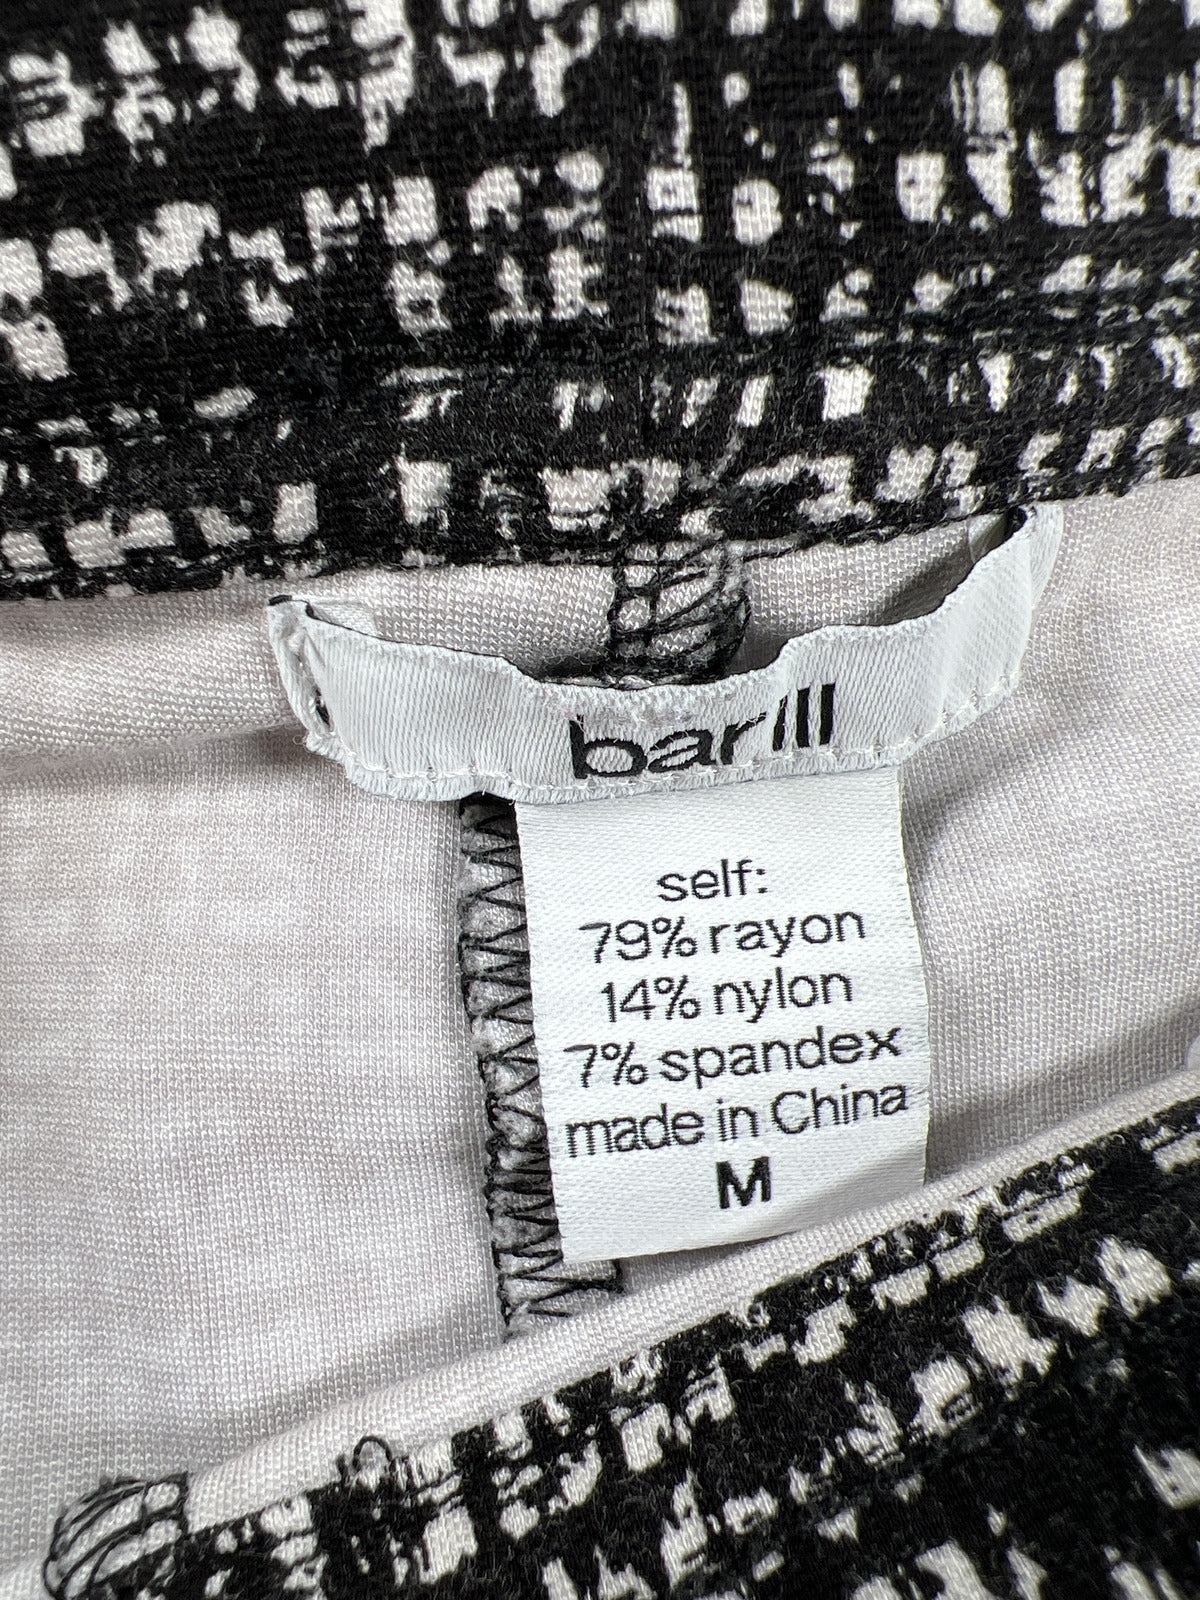 bar III
self:
79% rayon
14% nylon
7% spandex
made in China
M